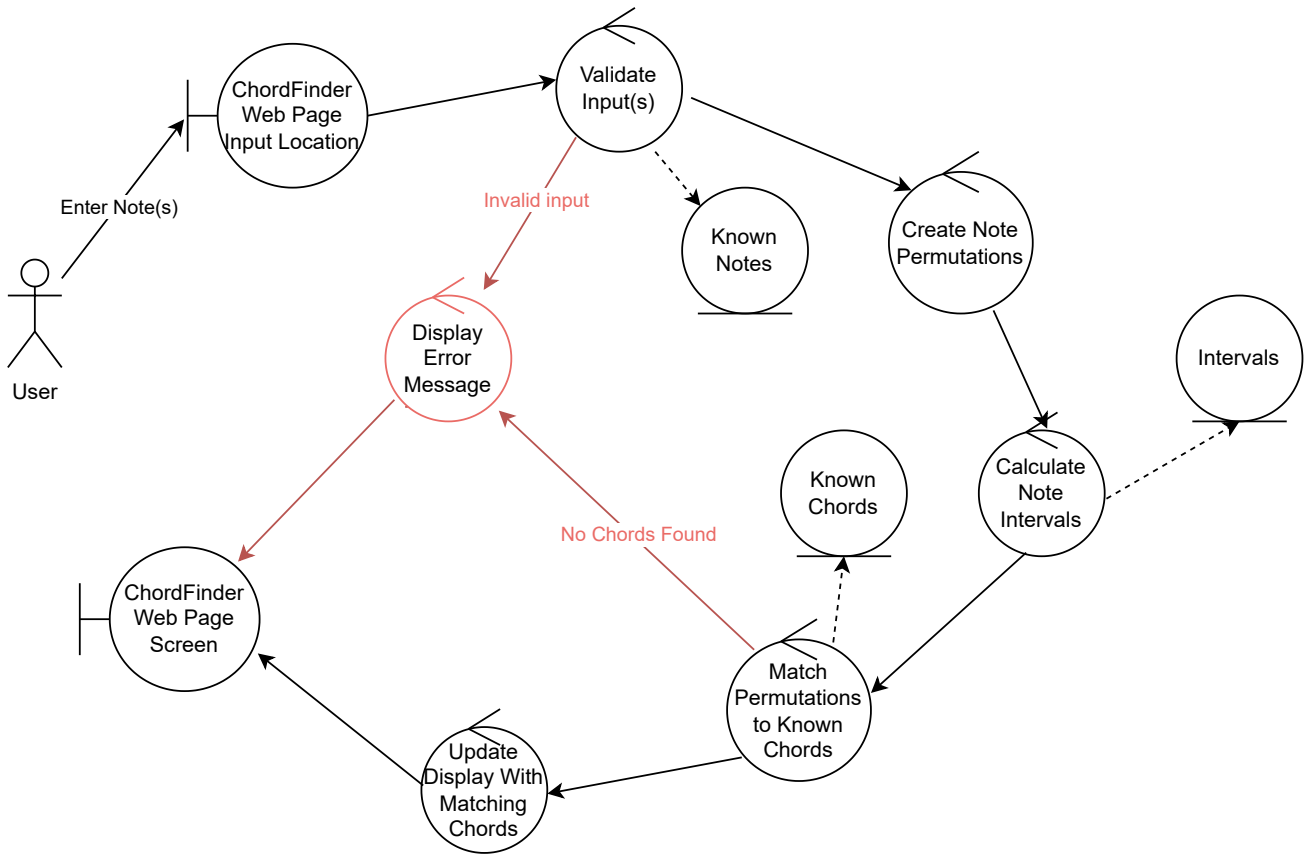 ChordFinder
Web Page
Input Location
Validate
Input(s)
Enter Note(s)
User
Invalid input
Known
Notes
Create Note
Permutations
Display
Error
Message
Intervals
Known
Chords
Calculate
Note
Intervals
No Chords Found
ChordFinder
Web Page
Screen
Match
Permutations
to Known
Chords
Update
Display With
Matching
Chords